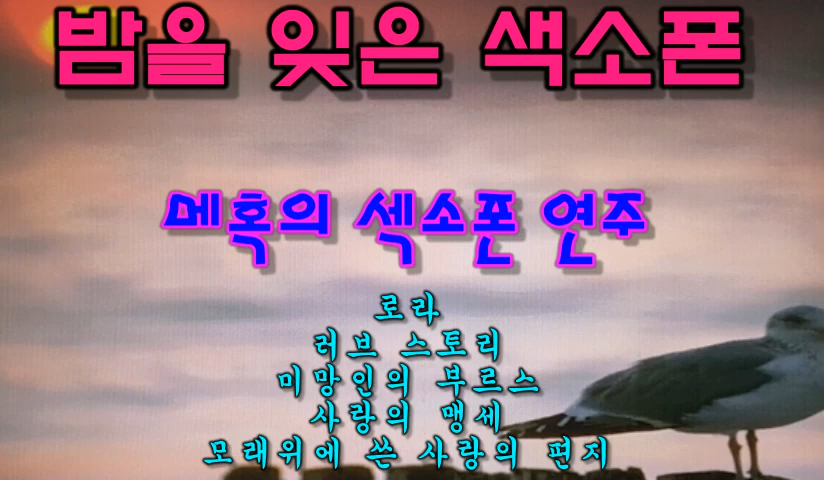 밤을 잊은 색소폰
메혹의 섹소폰 연주
로라
러브 스토리
미망인의 부르스
사랑의 맹세
모래위에 쓴 사랑의 편지